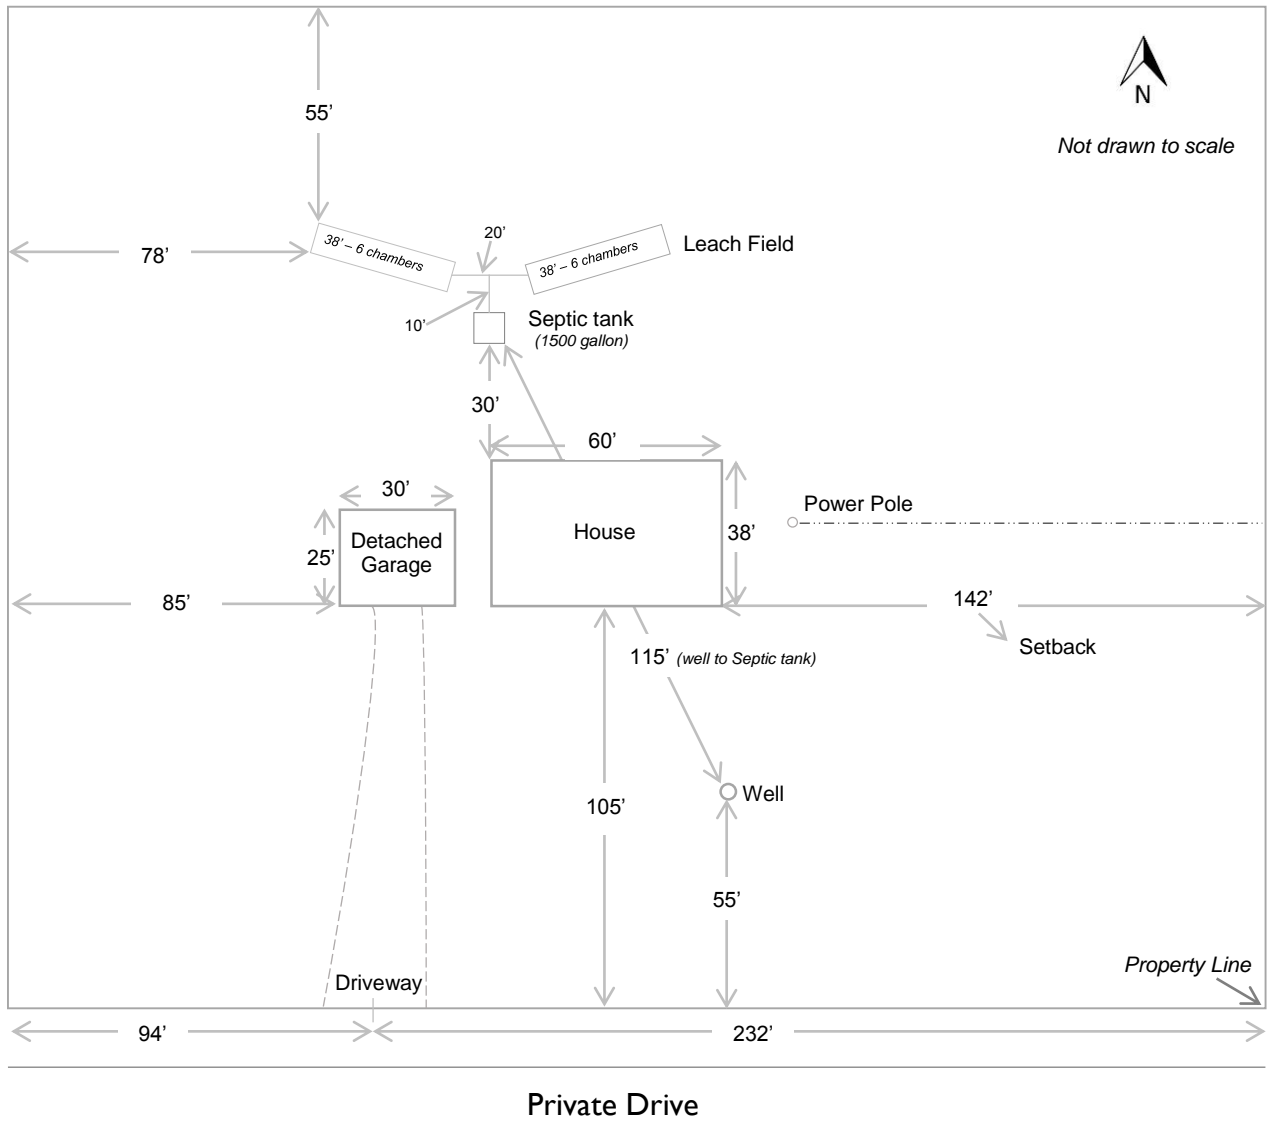 55’
N
Not drawn to scale
78’
38’ – 6 chambers
20’
38’ – 6 chambers
Leach Field
10’
Septic tank
(1500 gallon)
30’
60’
30’
Power Pole
Detached
Garage
25’
House
38’
85’
142’
Setback
115’ (well to Septic tank)
Well
105’
55’
Property Line
Driveway
94’
232’
Private Drive